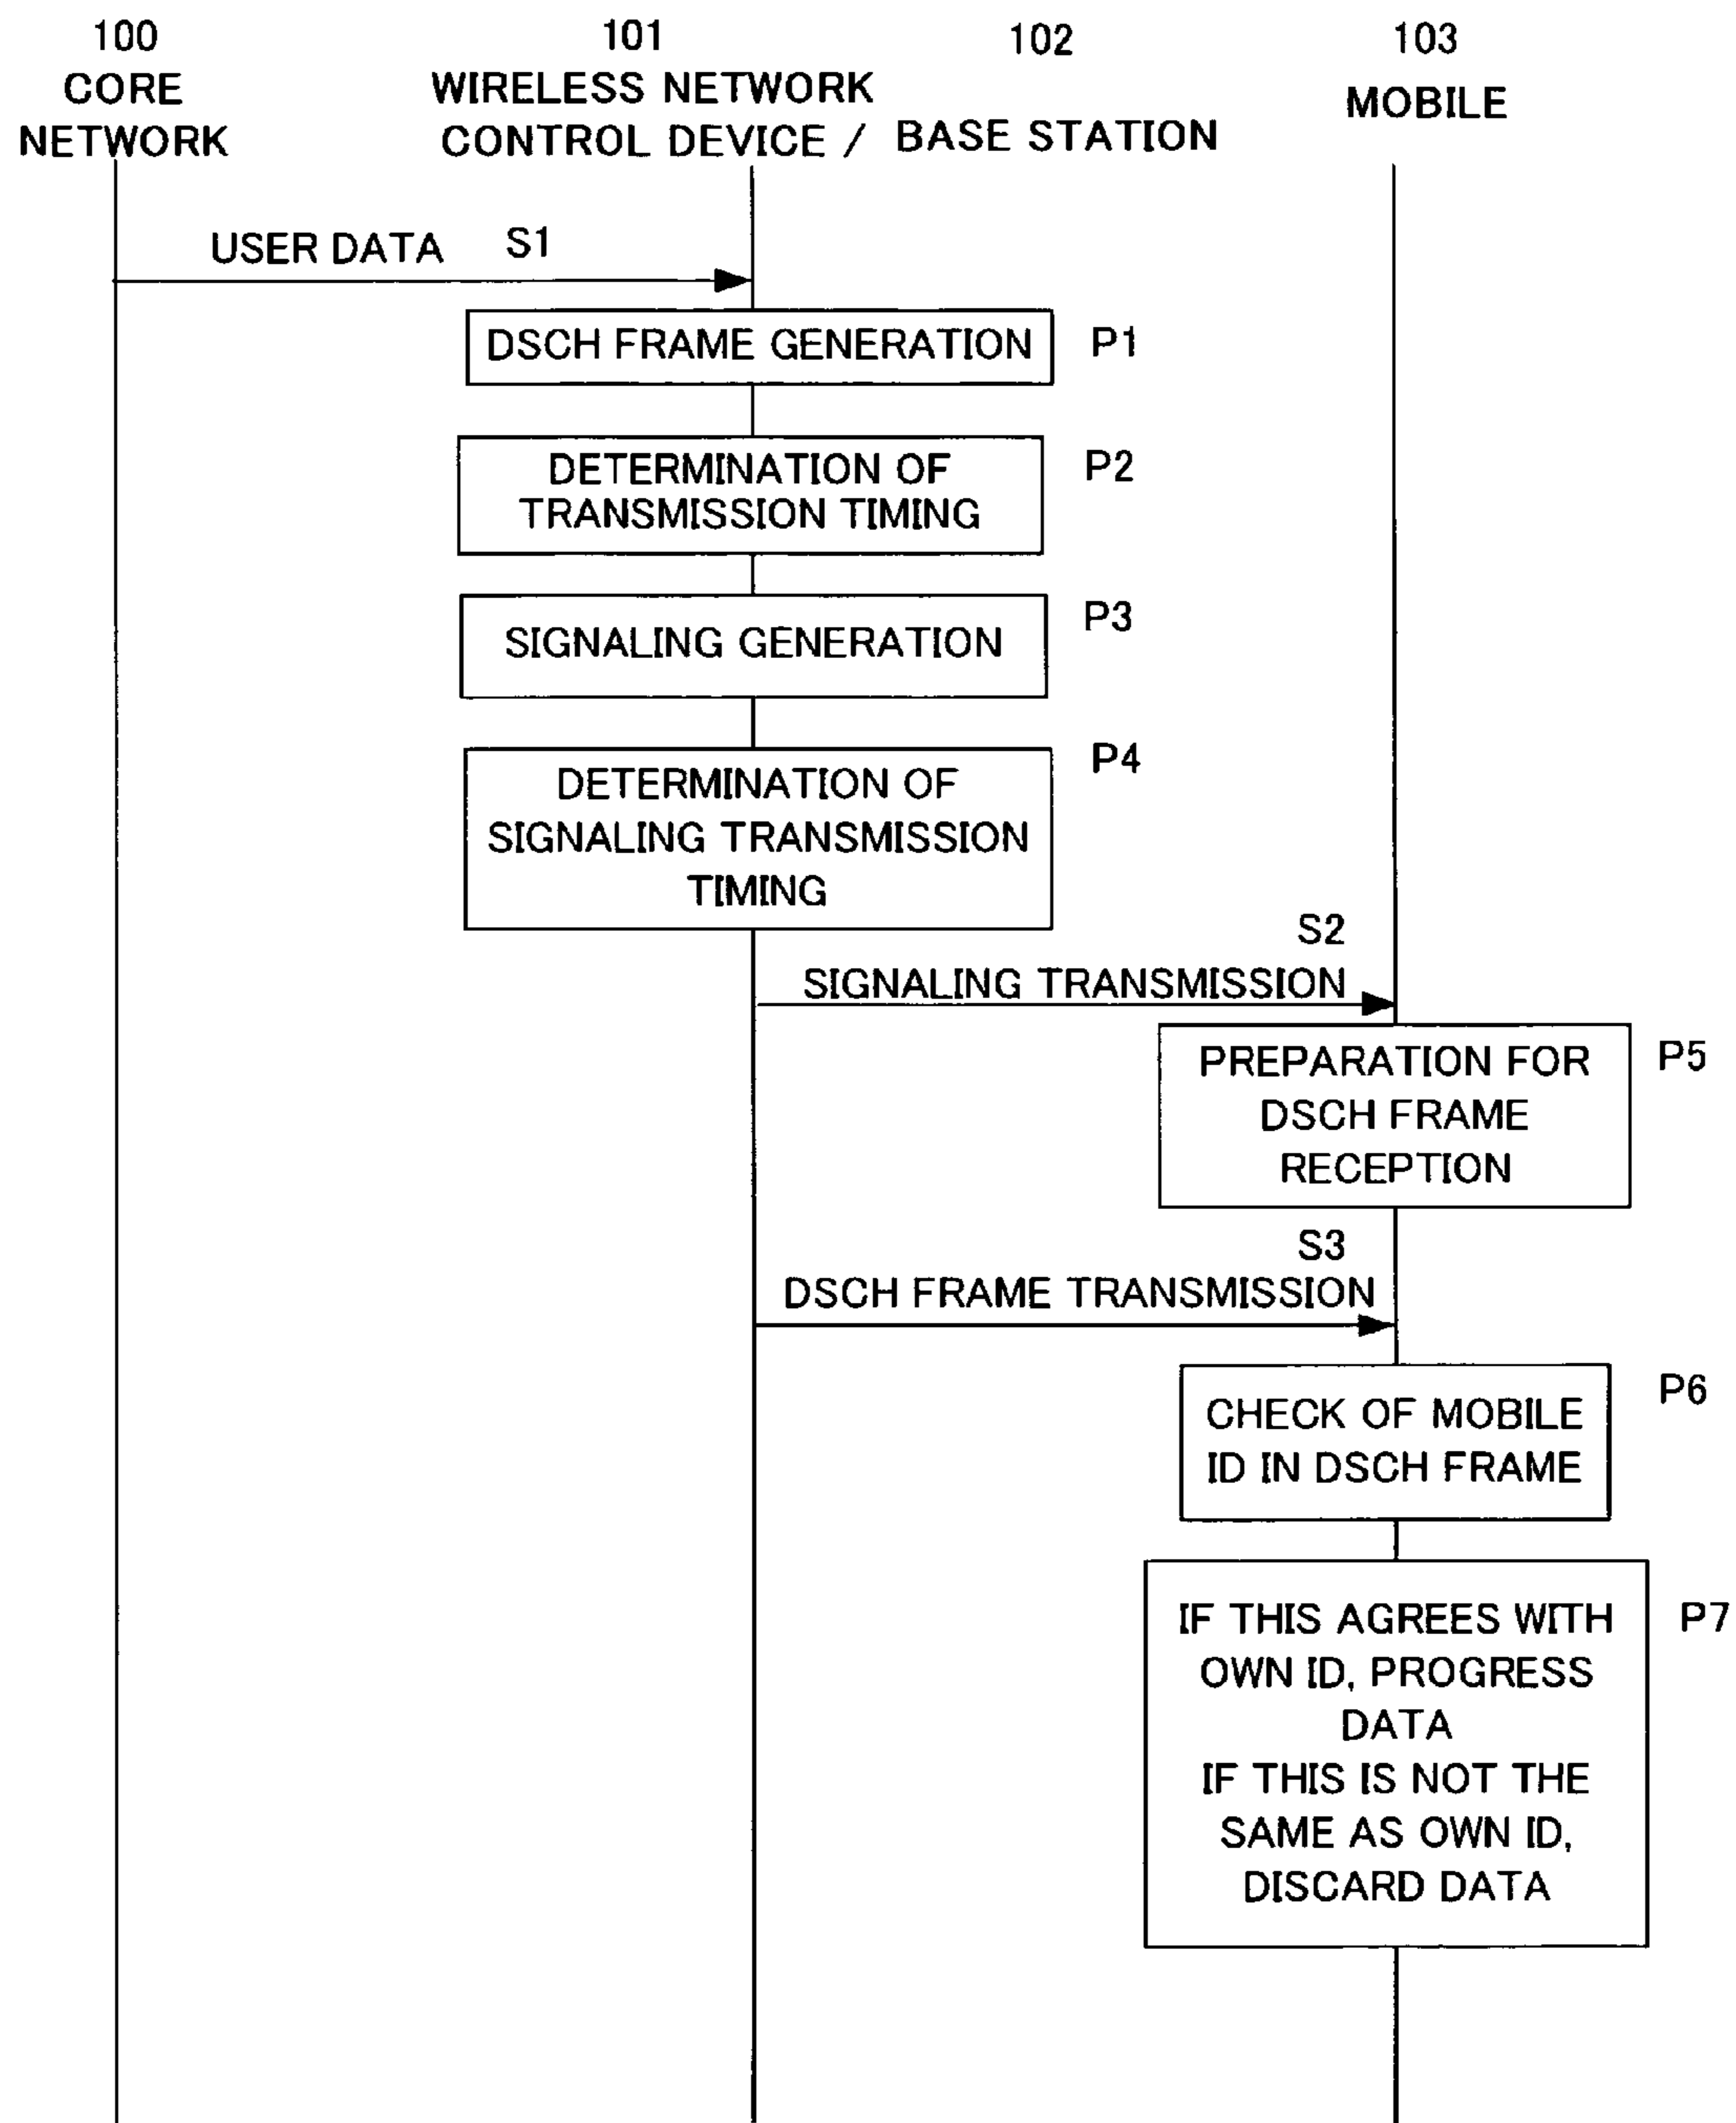 100
CORE
NETWORK
101
WIRELESS NETWORK
CONTROL DEVICE /
102
BASE STATION
103
MOBILE
USER DATA S1
DSCH FRAME GENERATION P1
DETERMINATION OF
TRANSMISSION TIMING
P2
SIGNALING GENERATION
P3
DETERMINATION OF
SIGNALING TRANSMISSION
TIMING
P4
S2
SIGNALING TRANSMISSION
PREPARATION FOR
DSCH FRAME
RECEPTION
P5
S3
DSCH FRAME TRANSMISSION
CHECK OF MOBILE
ID IN DSCH FRAME
P6
IF THIS AGREES WITH
OWN ID, PROGRESS
DATA
IF THIS IS NOT THE
SAME AS OWN ID,
DISCARD DATA
P7